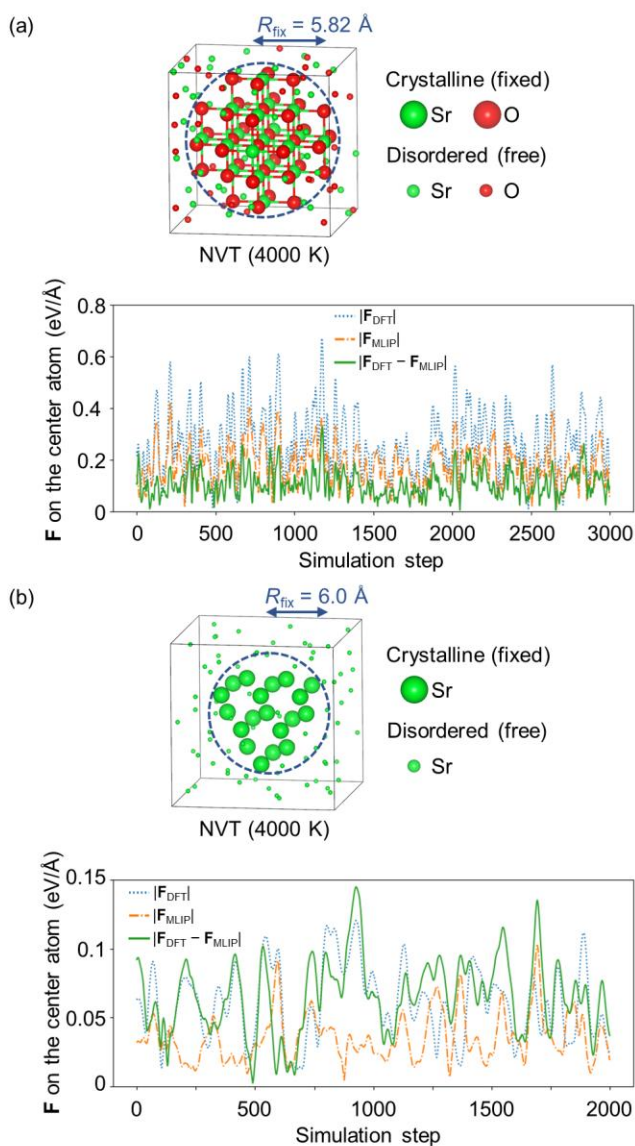 (a)
R_fix = 5.82 Å
Crystalline (fixed)
Sr O
Disordered (free)
Sr O
NVT (4000 K)
F on the center atom (eV/Å)
0.8
0.6
0.4
0.2
0
|F_DFT|
|F_MLIP|
|F_DFT − F_MLIP|
0 500 1000 1500 2000 2500 3000
Simulation step
(b)
R_fix = 6.0 Å
Crystalline (fixed)
Sr
Disordered (free)
Sr
NVT (4000 K)
F on the center atom (eV/Å)
0.15
0.1
0.05
0
|F_DFT|
|F_MLIP|
|F_DFT − F_MLIP|
0 500 1000 1500 2000
Simulation step